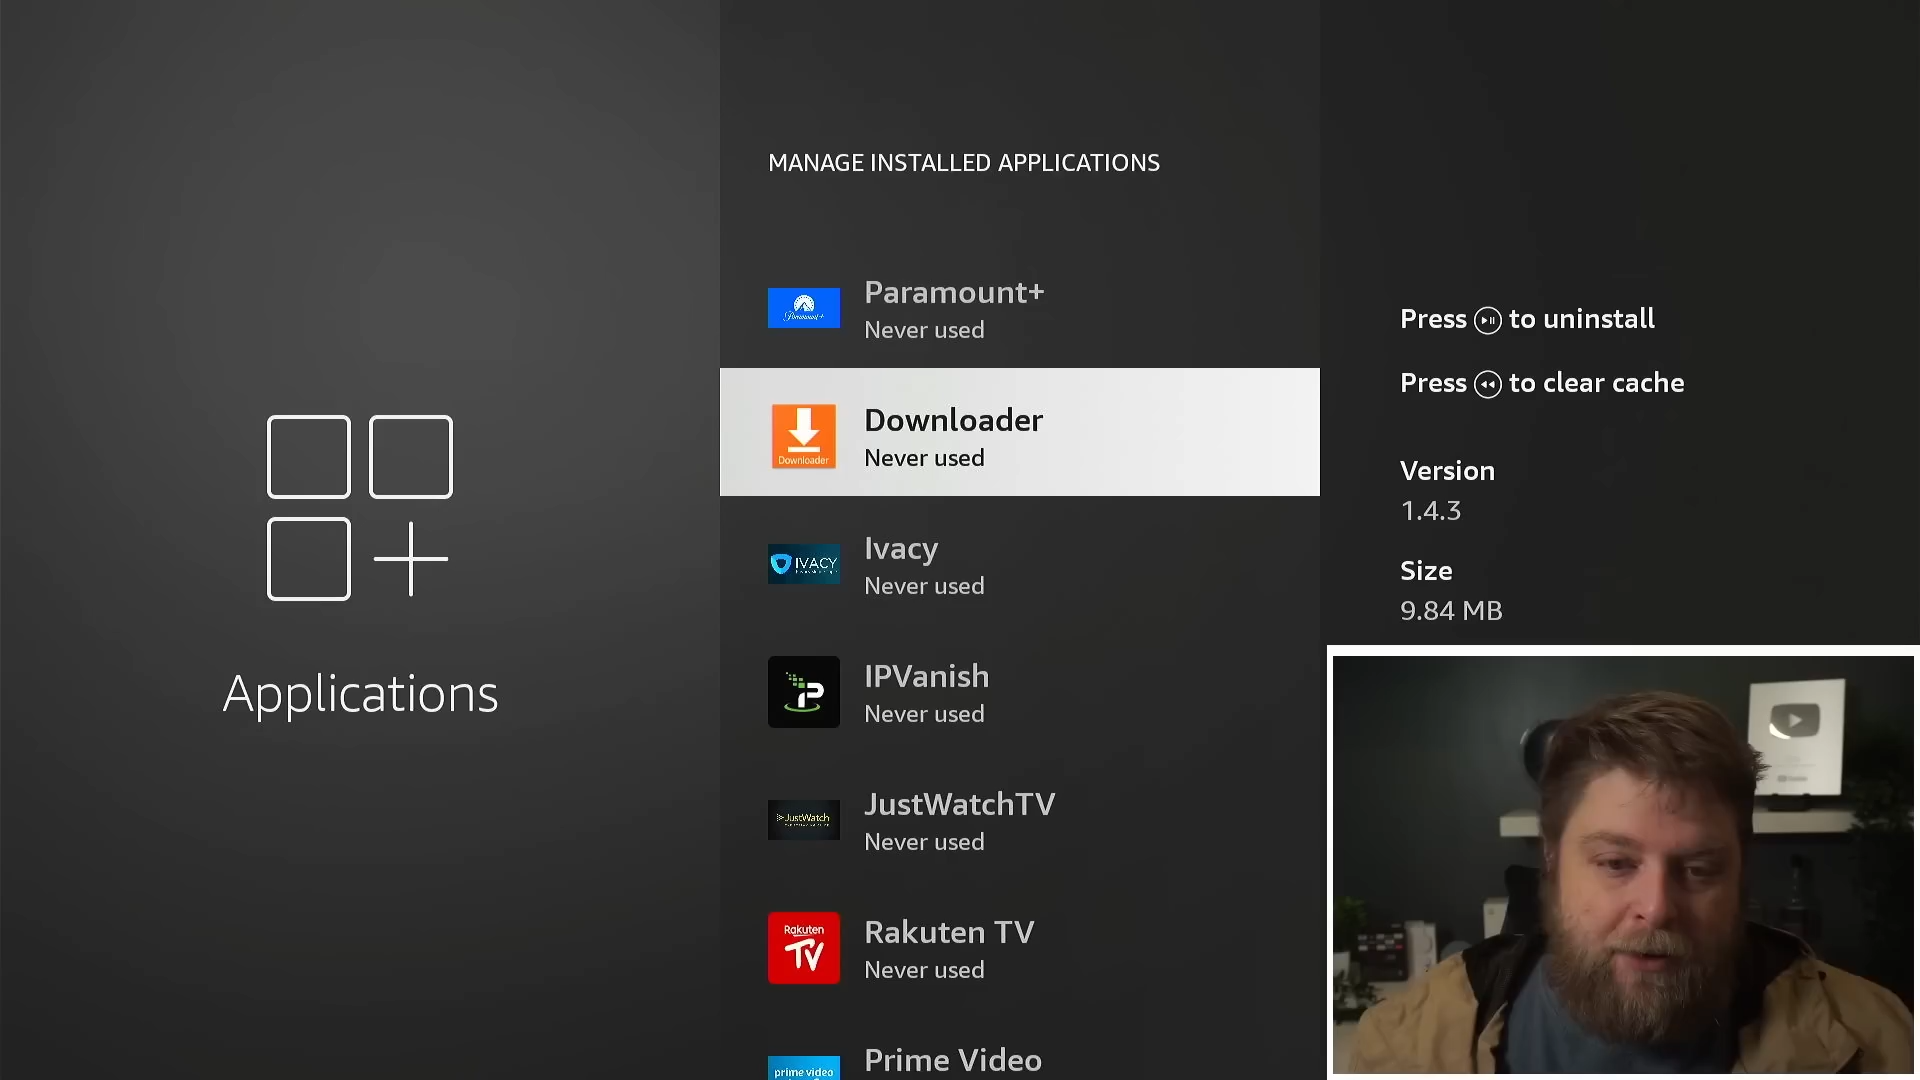 MANAGE INSTALLED APPLICATIONS
Paramount+
Paramount+
Never used
Downloader
Downloader
Never used
IVACY
Ivacy
Never used
IP
IPVanish
Never used
JustWatch
JustWatchTV
Never used
Rakuten
TV
Rakuten TV
Never used
prime video
Prime Video
Applications
Press to uninstall
Press to clear cache
Version
1.4.3
Size
9.84 MB